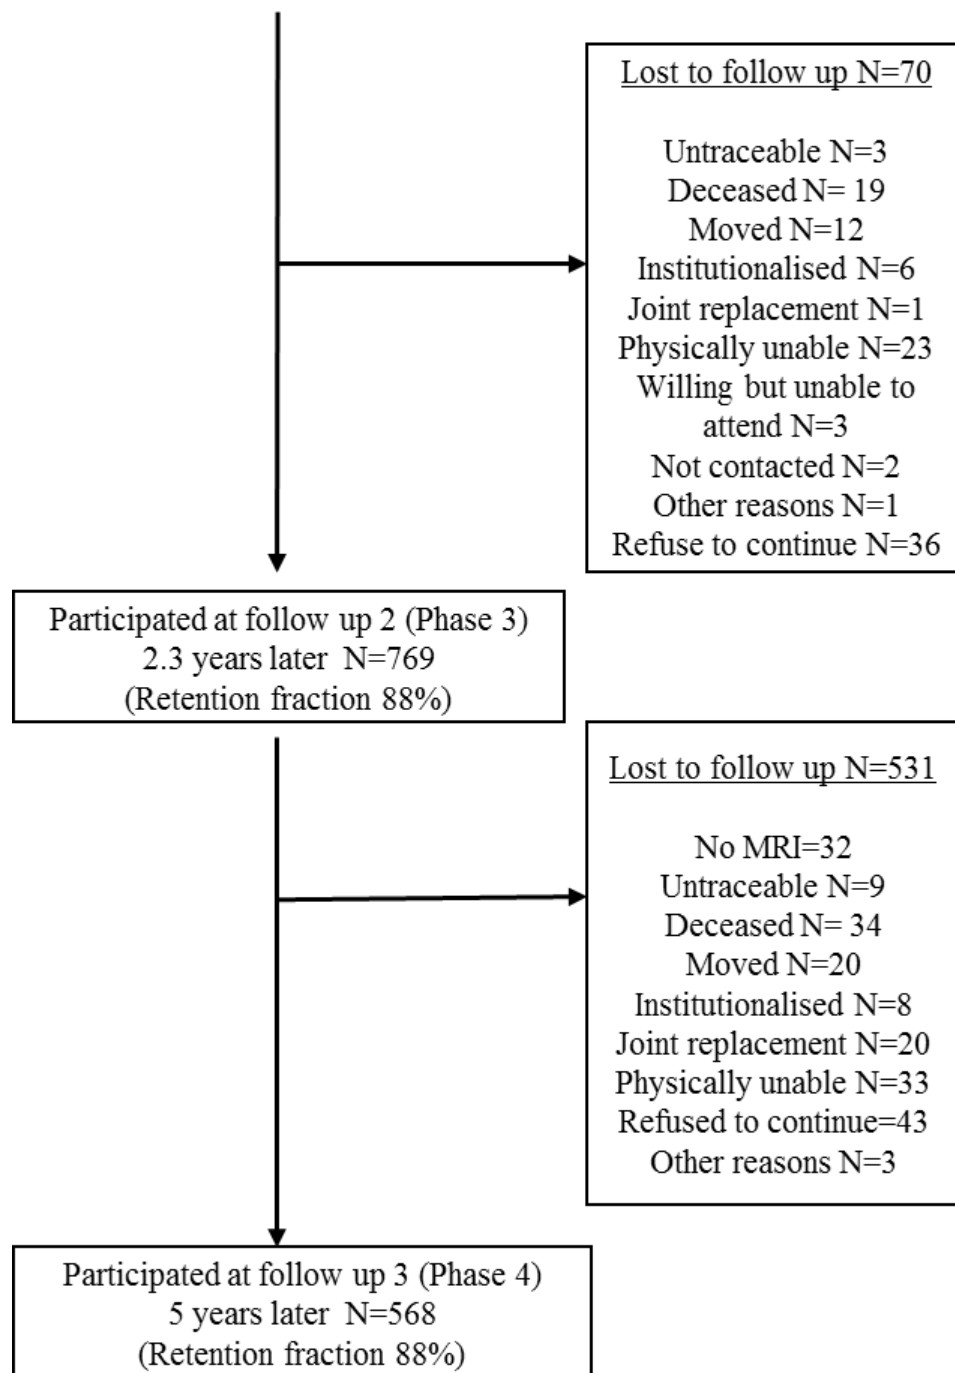 Lost to follow up N=70
Untraceable N=3
Deceased N= 19
Moved N=12
Institutionalised N=6
Joint replacement N=1
Physically unable N=23
Willing but unable to
attend N=3
Not contacted N=2
Other reasons N=1
Refuse to continue N=36
Participated at follow up 2 (Phase 3)
2.3 years later N=769
(Retention fraction 88%)
Lost to follow up N=531
No MRI=32
Untraceable N=9
Deceased N= 34
Moved N=20
Institutionalised N=8
Joint replacement N=20
Physically unable N=33
Refused to continue=43
Other reasons N=3
Participated at follow up 3 (Phase 4)
5 years later N=568
(Retention fraction 88%)